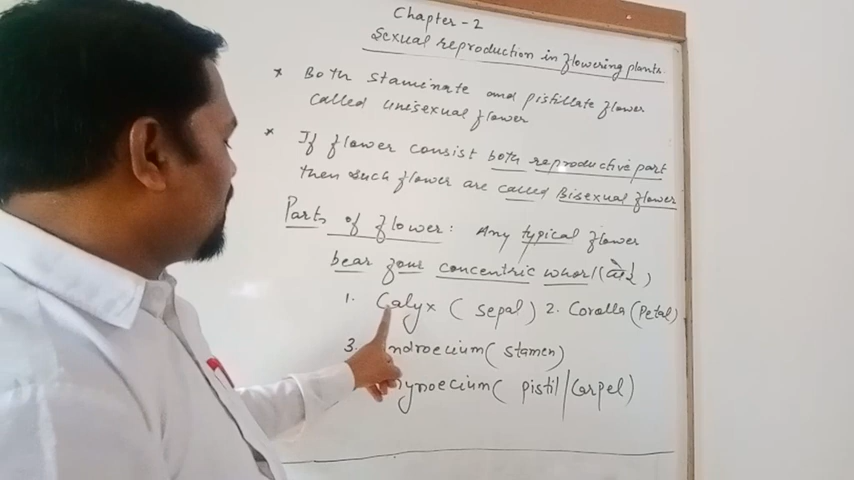 Chapter - 2
Sexual reproduction in flowering plants.
* Both staminate and pistillate flower
called unisexual flower
* If flower consist both reproductive part
then such flower are called Bisexual flower
Parts of flower: Any typical flower
bear four concentric whorl
1. Calyx (sepal) 2. Corolla (Petal)
3. ndroecium (stamen)
ynoecium (pistil/Carpel)